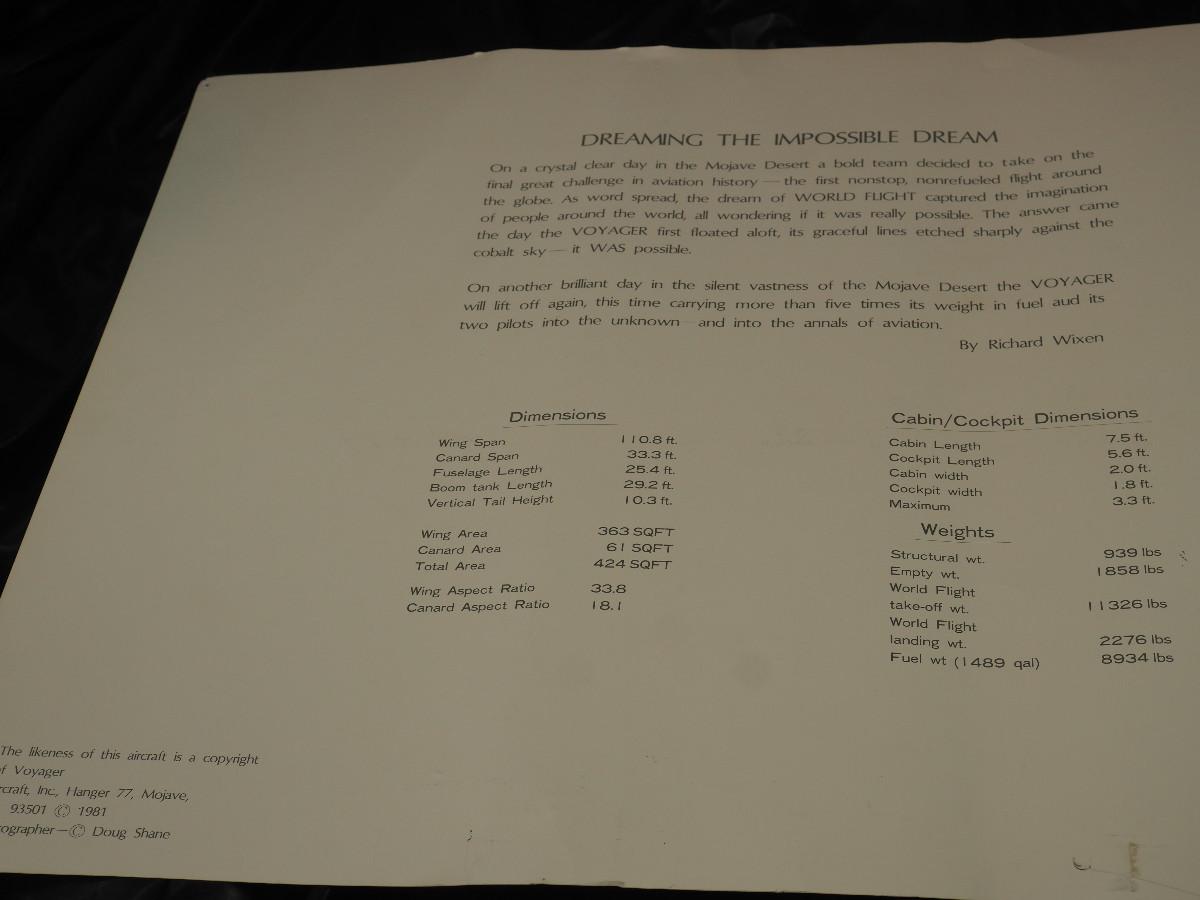 DREAMING THE IMPOSSIBLE DREAM
On a crystal clear day in the Mojave Desert a bold team decided to take on the
final great challenge in aviation history — the first nonstop, nonrefueled flight around
the globe. As word spread, the dream of WORLD FLIGHT captured the imagination
of people around the world, all wondering if it was really possible. The answer came
the day the VOYAGER first floated aloft, its graceful lines etched sharply against the
cobalt sky — it WAS possible.
On another brilliant day in the silent vastness of the Mojave Desert the VOYAGER
will lift off again, this time carrying more than five times its weight in fuel aud its
two pilots into the unknown — and into the annals of aviation.
By Richard Wixen
Dimensions
Wing Span 110.8 ft.
Canard Span 33.3 ft.
Fuselage Length 25.4 ft.
Boom tank Length 29.2 ft.
Vertical Tail Height 10.3 ft.
Wing Area 363 SQFT
Canard Area 61 SQFT
Total Area 424 SQFT
Wing Aspect Ratio 33.8
Canard Aspect Ratio 18.1
Cabin/Cockpit Dimensions
Cabin Length 7.5 ft.
Cockpit Length 5.6 ft.
Cabin width 2.0 ft.
Cockpit width 1.8 ft.
Maximum 3.3 ft.
Weights
Structural wt. 939 lbs
Empty wt. 1858 lbs
World Flight
take-off wt. 11326 lbs
World Flight
landing wt. 2276 lbs
Fuel wt (1489 qal) 8934 lbs
The likeness of this aircraft is a copyright
of Voyager
rcraft, Inc., Hanger 77, Mojave,
93501 © 1981
tographer — © Doug Shane